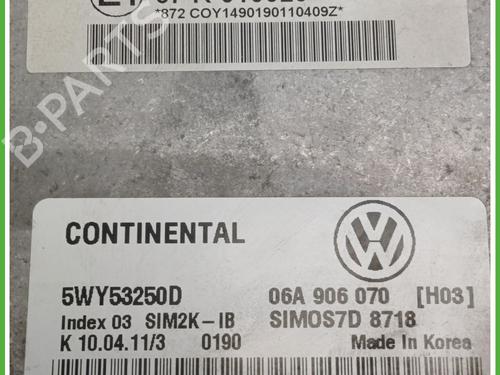 *872 COY1490190110409Z*
B-PARTS
CONTINENTAL
5WY53250D 06A 906 070 [H03]
Index 03 SIM2K-IB SIMOS7D 8718
K 10.04.11/3 0190 Made In Korea